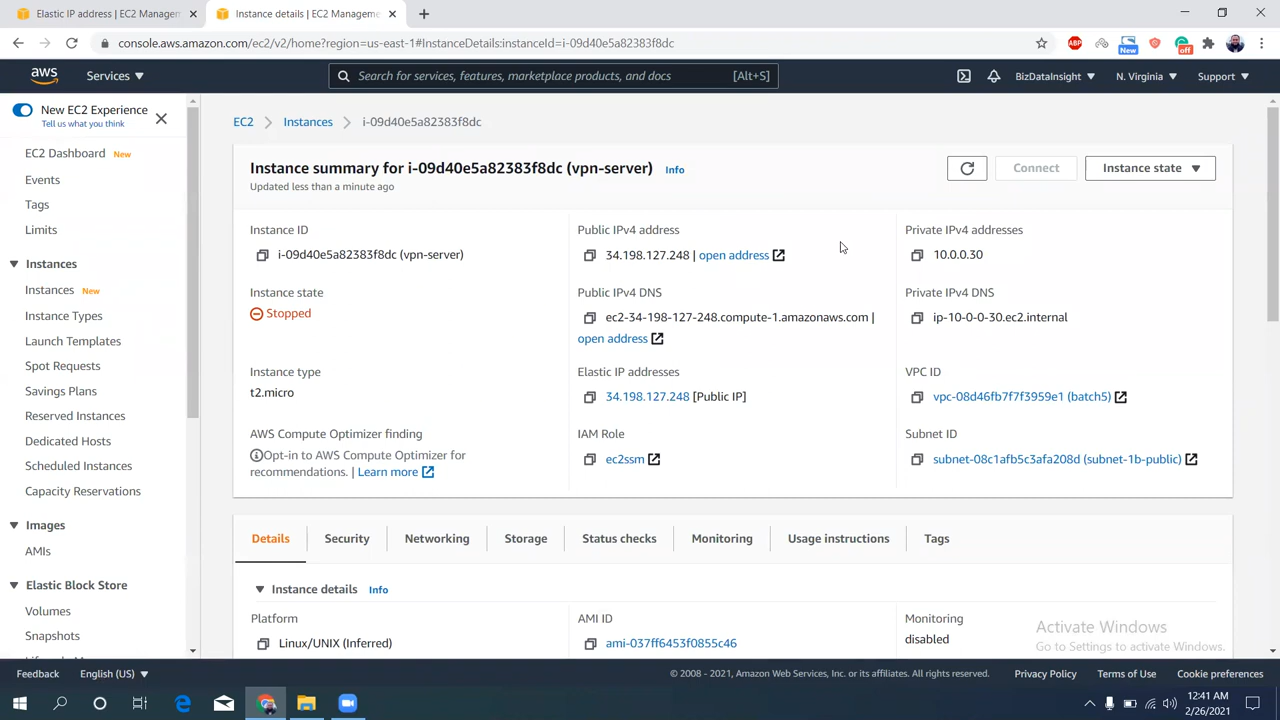 Elastic IP address | EC2 Managem
Instance details | EC2 Manageme
console.aws.amazon.com/ec2/v2/home?region=us-east-1#InstanceDetails:instanceId=i-09d40e5a82383f8dc
ABP
New
off
aws
Services
Search for services, features, marketplace products, and docs
[Alt+S]
BizDataInsight
N. Virginia
Support
New EC2 Experience
Tell us what you think
EC2 Dashboard New
Events
Tags
Limits
Instances
Instances New
Instance Types
Launch Templates
Spot Requests
Savings Plans
Reserved Instances
Dedicated Hosts
Scheduled Instances
Capacity Reservations
Images
AMIs
Elastic Block Store
Volumes
Snapshots
EC2 > Instances > i-09d40e5a82383f8dc
Instance summary for i-09d40e5a82383f8dc (vpn-server) Info
Updated less than a minute ago
Connect
Instance state
Instance ID
i-09d40e5a82383f8dc (vpn-server)
Public IPv4 address
34.198.127.248 | open address
Private IPv4 addresses
10.0.0.30
Instance state
Stopped
Public IPv4 DNS
ec2-34-198-127-248.compute-1.amazonaws.com |
open address
Private IPv4 DNS
ip-10-0-0-30.ec2.internal
Instance type
t2.micro
Elastic IP addresses
34.198.127.248 [Public IP]
VPC ID
vpc-08d46fb7f7f3959e1 (batch5)
AWS Compute Optimizer finding
Opt-in to AWS Compute Optimizer for
recommendations. | Learn more
IAM Role
ec2ssm
Subnet ID
subnet-08c1afb5c3afa208d (subnet-1b-public)
Details
Security
Networking
Storage
Status checks
Monitoring
Usage instructions
Tags
Instance details Info
Platform
Linux/UNIX (Inferred)
AMI ID
ami-037ff6453f0855c46
Monitoring
disabled
Activate Windows
Go to Settings to activate Windows.
Feedback
English (US)
© 2008 - 2021, Amazon Web Services, Inc. or its affiliates. All rights reserved.
Privacy Policy
Terms of Use
Cookie preferences
12:41 AM
2/26/2021